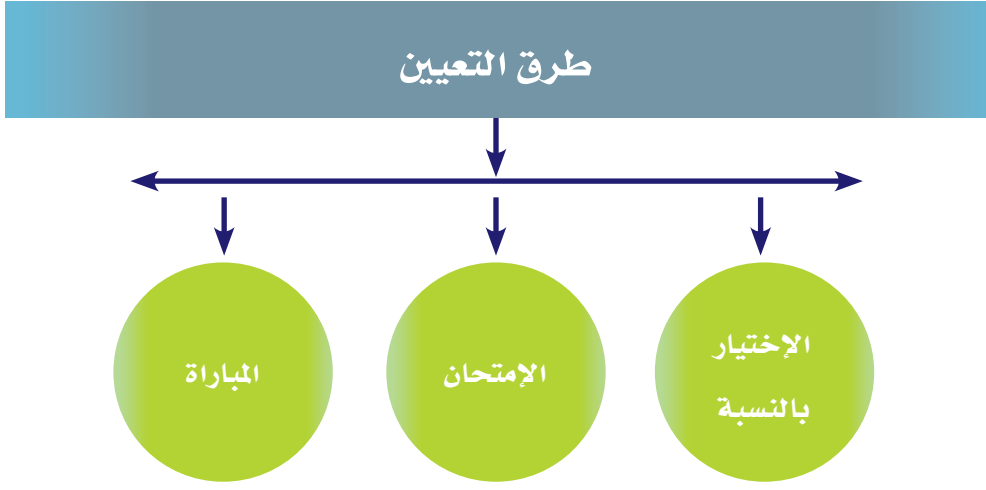 طرق التعيين
الإختيار
بالنسبة
الإمتحان
المباراة